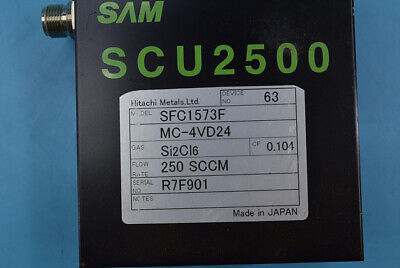 SAM
SCU2500
Hitachi Metals,Ltd. DEVICE NO. 63
MODEL SFC1573F
MC-4VD24
GAS Si2Cl6 CF 0.104
FLOW RATE 250 SCCM
SERIAL NO. R7F901
NOTES
Made in JAPAN